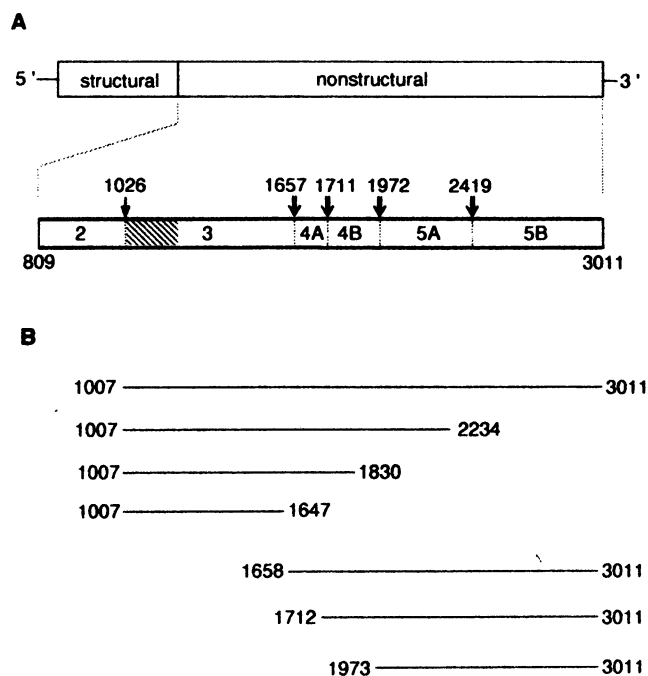 A
5 ' structural nonstructural 3 '
1026 1657 1711 1972 2419
2 3 4A 4B 5A 5B
809 3011
B
1007 3011
1007 2234
1007 1830
1007 1647
1658 3011
1712 3011
1973 3011